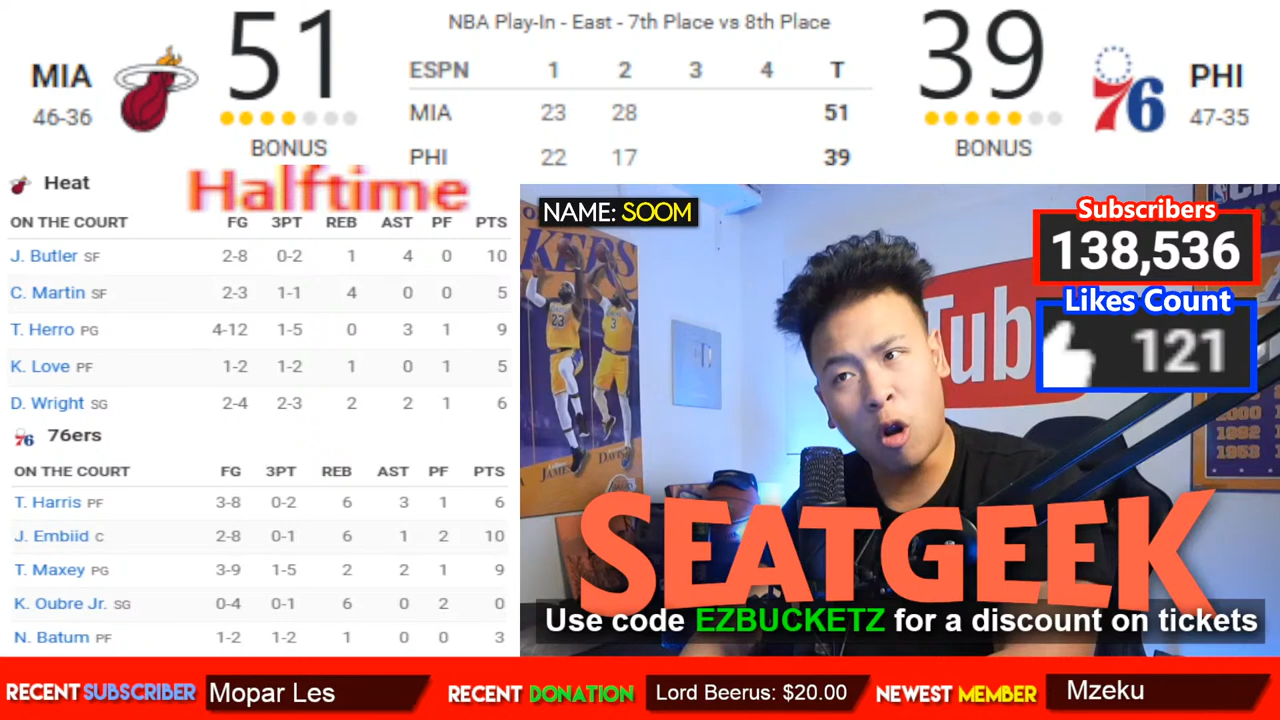 NBA Play-In - East - 7th Place vs 8th Place
MIA
46-36
51
BONUS
ESPN 1 2 3 4 T
MIA 23 28 51
PHI 22 17 39
39
BONUS
PHI
47-35
76
Heat
Halftime
ON THE COURT FG 3PT REB AST PF PTS
J. Butler SF 2-8 0-2 1 4 0 10
C. Martin SF 2-3 1-1 4 0 0 5
T. Herro PG 4-12 1-5 0 3 1 9
K. Love PF 1-2 1-2 1 0 1 5
D. Wright SG 2-4 2-3 2 2 1 6
76ers
ON THE COURT FG 3PT REB AST PF PTS
T. Harris PF 3-8 0-2 6 3 1 6
J. Embiid C 2-8 0-1 6 1 2 10
T. Maxey PG 3-9 1-5 2 2 1 9
K. Oubre Jr. SG 0-4 0-1 6 0 2 0
N. Batum PF 1-2 1-2 1 0 0 3
NAME: SOOM
Subscribers
138,536
Likes Count
121
KERS
23
3
JAMES
DAVIS
Tub
SEATGEEK
Use code EZBUCKETZ for a discount on tickets
RECENT SUBSCRIBER Mopar Les
RECENT DONATION Lord Beerus: $20.00
NEWEST MEMBER Mzeku